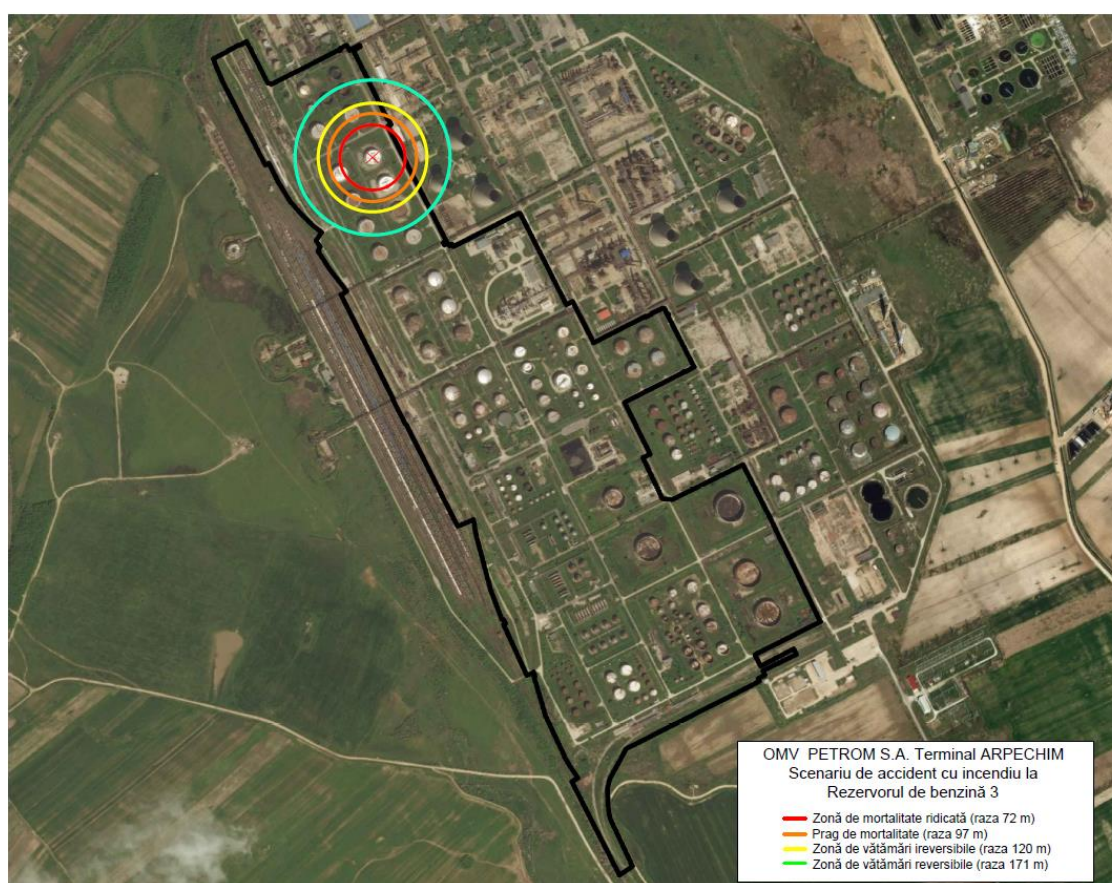 OMV PETROM S.A. Terminal ARPECHIM
Scenariu de accident cu incendiu la
Rezervorul de benzină 3
Zonă de mortalitate ridicată (raza 72 m)
Prag de mortalitate (raza 97 m)
Zonă de vătămări ireversibile (raza 120 m)
Zonă de vătămări reversibile (raza 171 m)